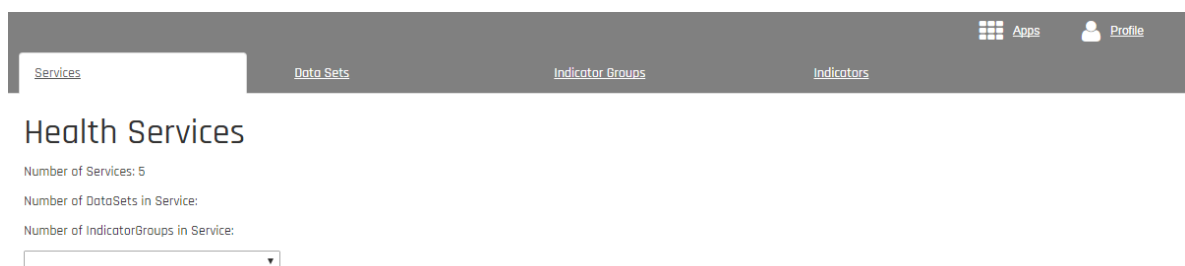 Apps Profile
Services Data Sets Indicator Groups Indicators
Health Services
Number of Services: 5
Number of DataSets in Service:
Number of IndicatorGroups in Service: